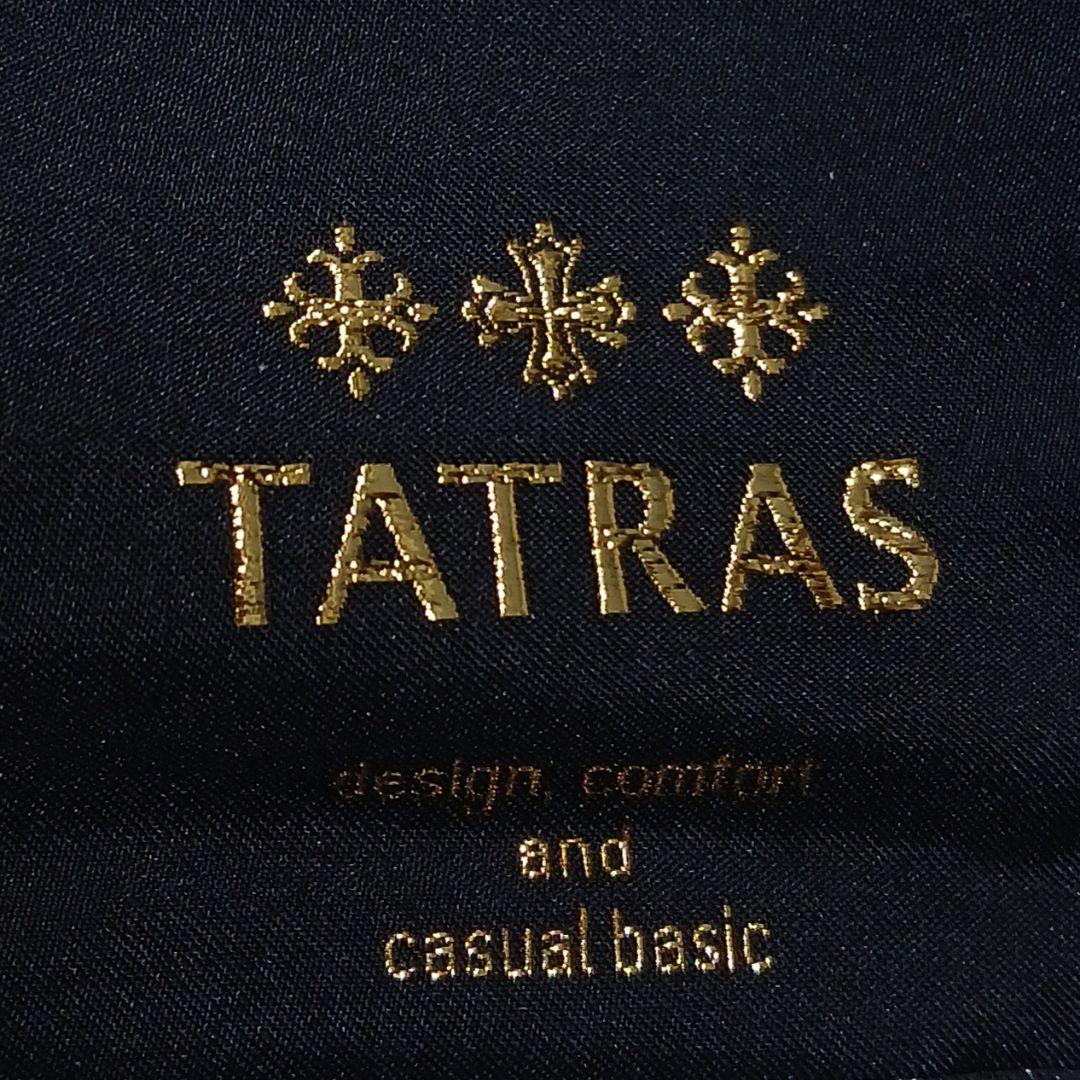 TATRAS
design, comfort
and
casual basic